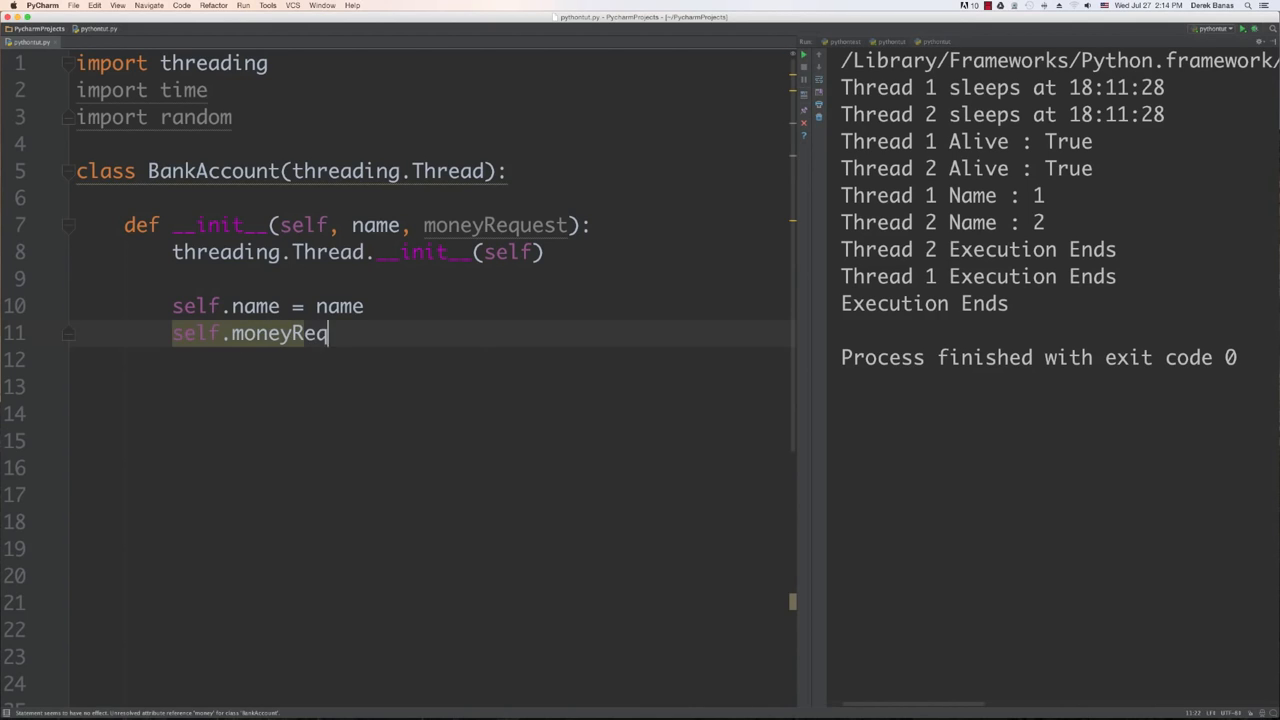 PyCharm File Edit View Navigate Code Refactor Run Tools VCS Window Help
10 Wed Jul 27 2:14 PM Derek Banas
pythontut.py - PycharmProjects - [~/PycharmProjects]
PycharmProjects pythontut.py pythontut
pythontut.py
Run: pythontest pythontut pythontut
1 import threading
2 import time
3 import random
4
5 class BankAccount(threading.Thread):
6
7 def __init__(self, name, moneyRequest):
8 threading.Thread.__init__(self)
9
10 self.name = name
11 self.moneyReq
12
13
14
15
16
17
18
19
20
21
22
23
24
25
/Library/Frameworks/Python.framework/
Thread 1 sleeps at 18:11:28
Thread 2 sleeps at 18:11:28
Thread 1 Alive : True
Thread 2 Alive : True
Thread 1 Name : 1
Thread 2 Name : 2
Thread 2 Execution Ends
Thread 1 Execution Ends
Execution Ends
Process finished with exit code 0
Statement seems to have no effect. Unresolved attribute reference 'money' for class 'BankAccount'.
11:22 LF÷ UTF-8÷